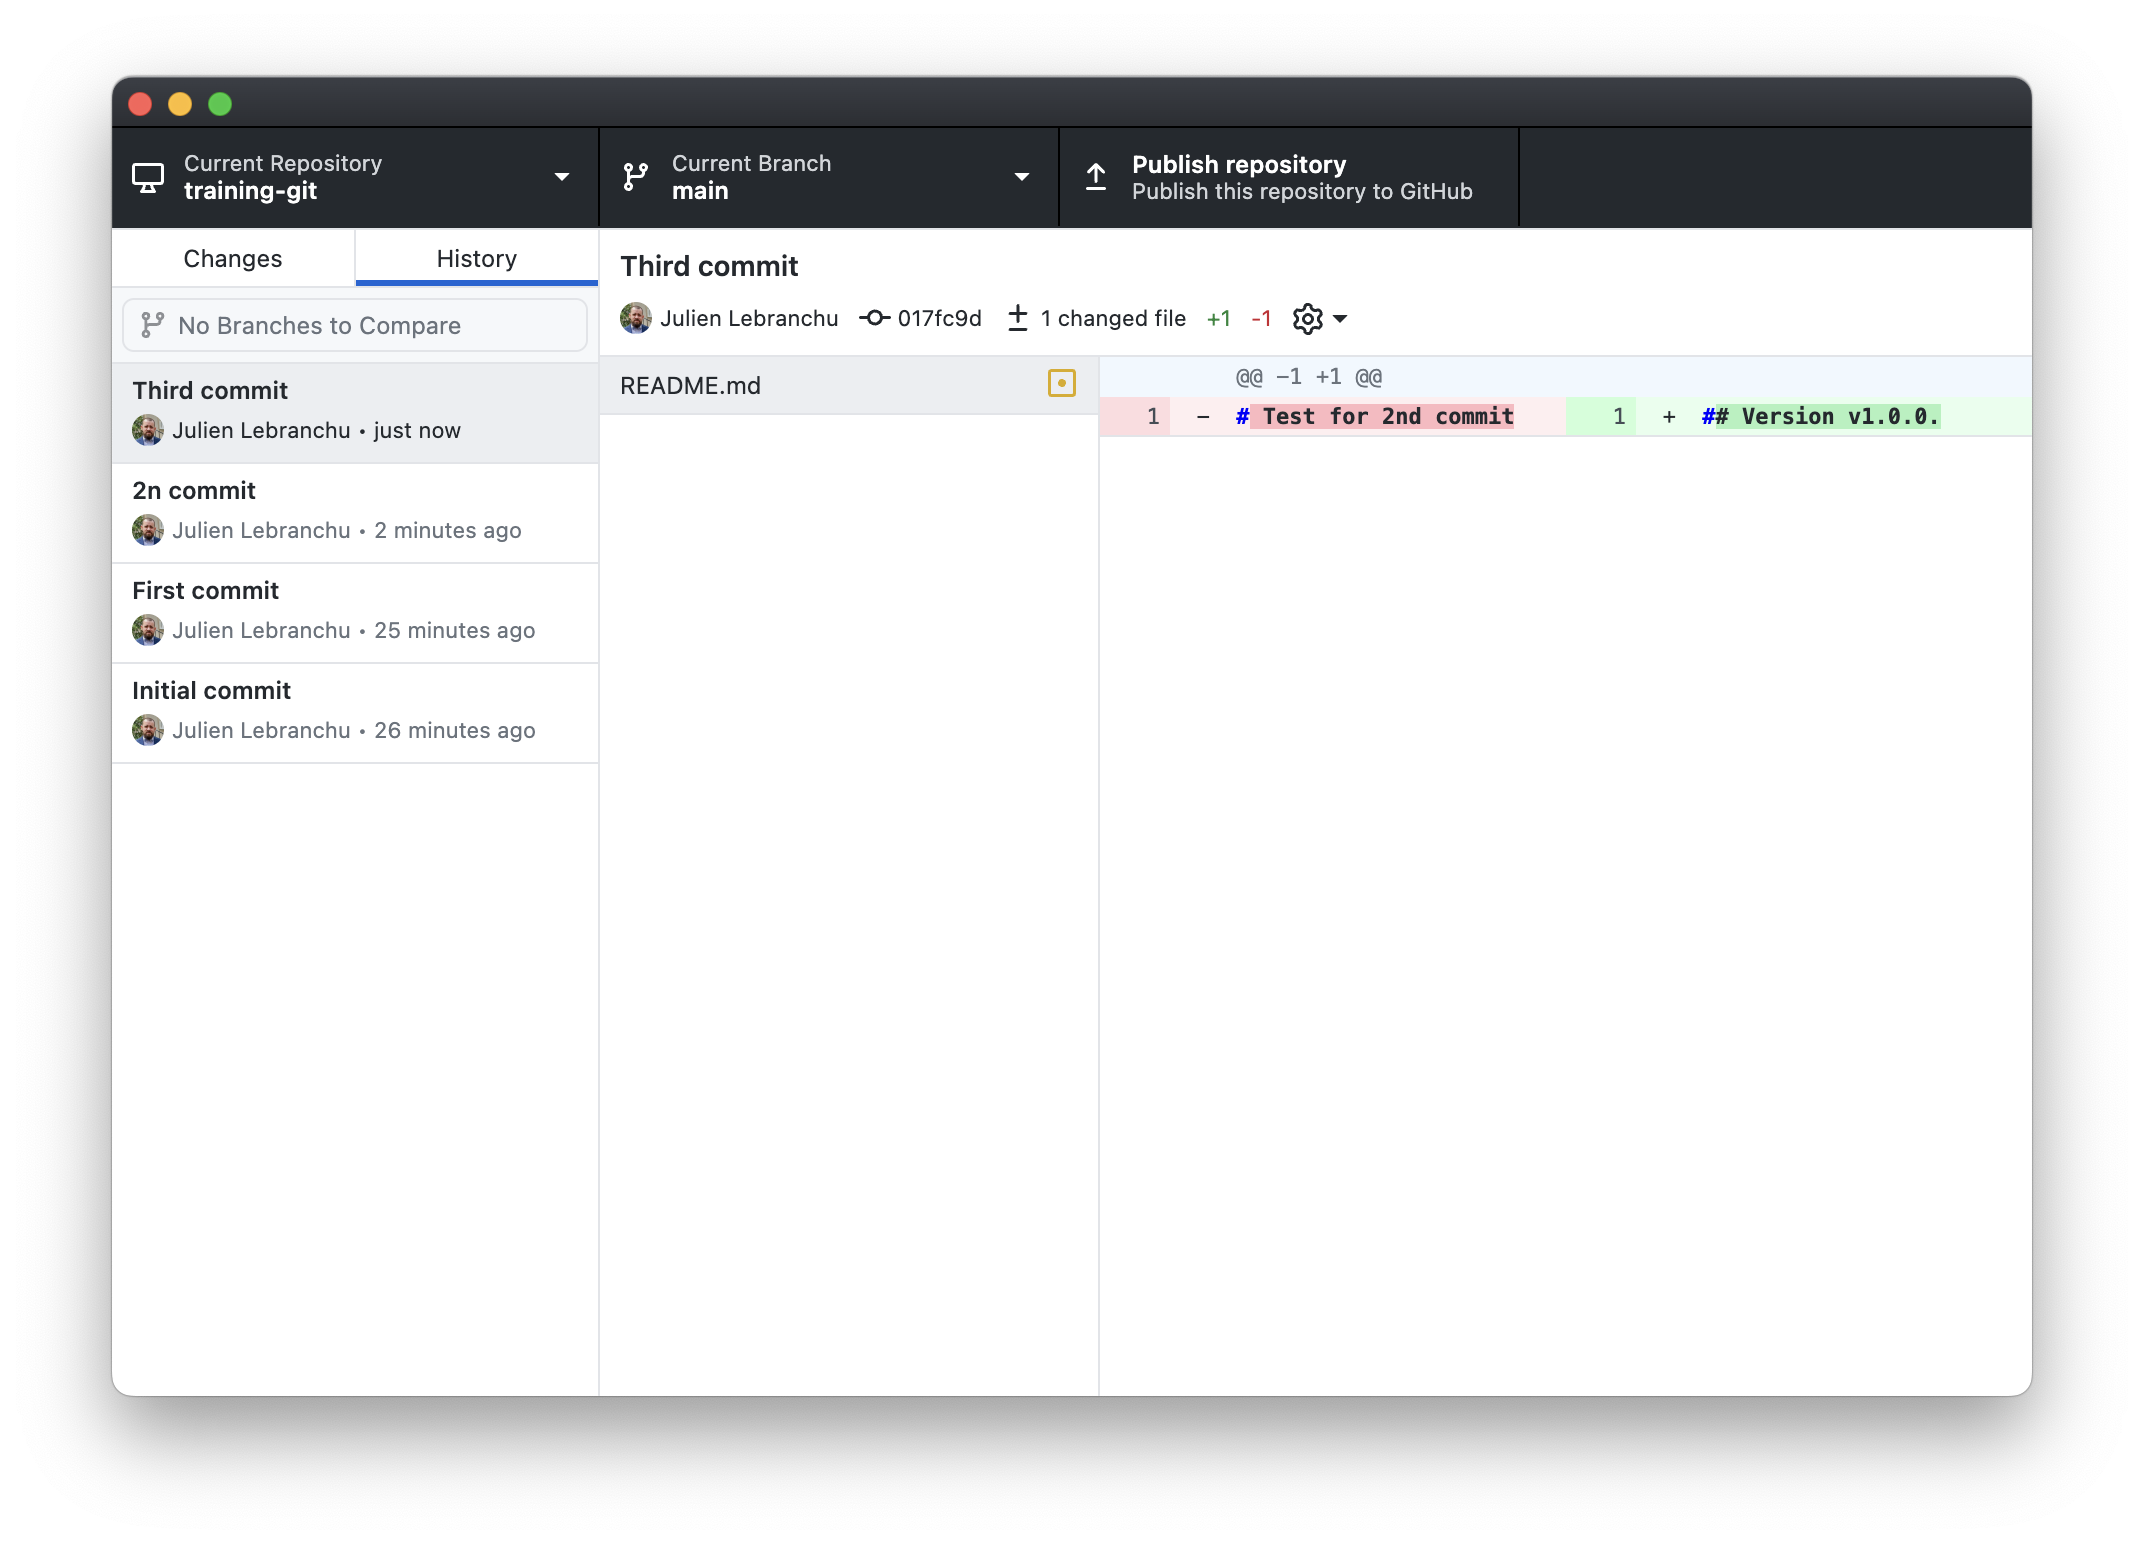 Current Repository
training-git
Current Branch
main
Publish repository
Publish this repository to GitHub
Changes
History
No Branches to Compare
Third commit
Julien Lebranchu • just now
2n commit
Julien Lebranchu • 2 minutes ago
First commit
Julien Lebranchu • 25 minutes ago
Initial commit
Julien Lebranchu • 26 minutes ago
Third commit
Julien Lebranchu 017fc9d 1 changed file +1 -1
README.md
@@ -1 +1 @@
1 - # Test for 2nd commit
1 + ## Version v1.0.0.